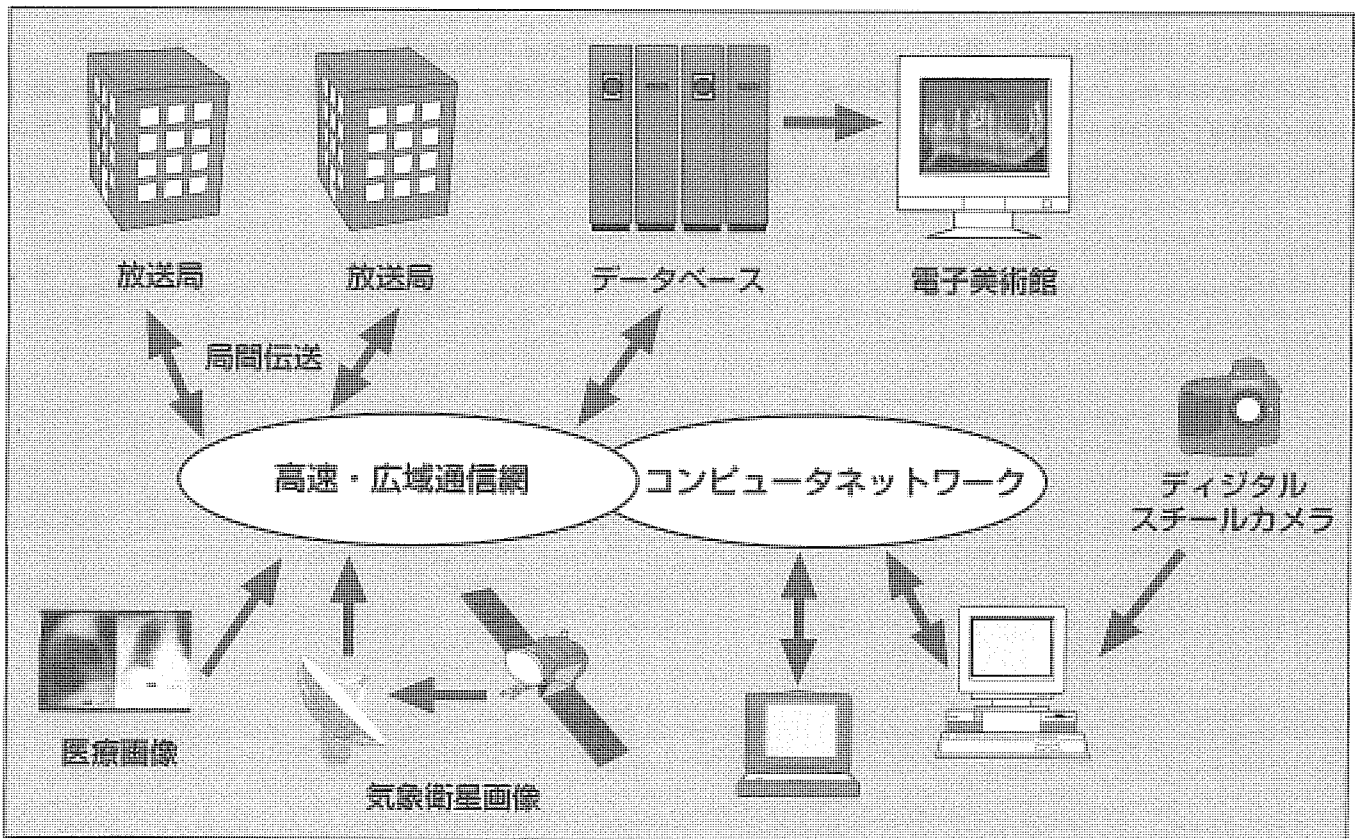 放送局
放送局
データベース
電子美術館
局間伝送
高速・広域通信網
コンピュータネットワーク
ディジタル
スチールカメラ
医療画像
気象衛星画像